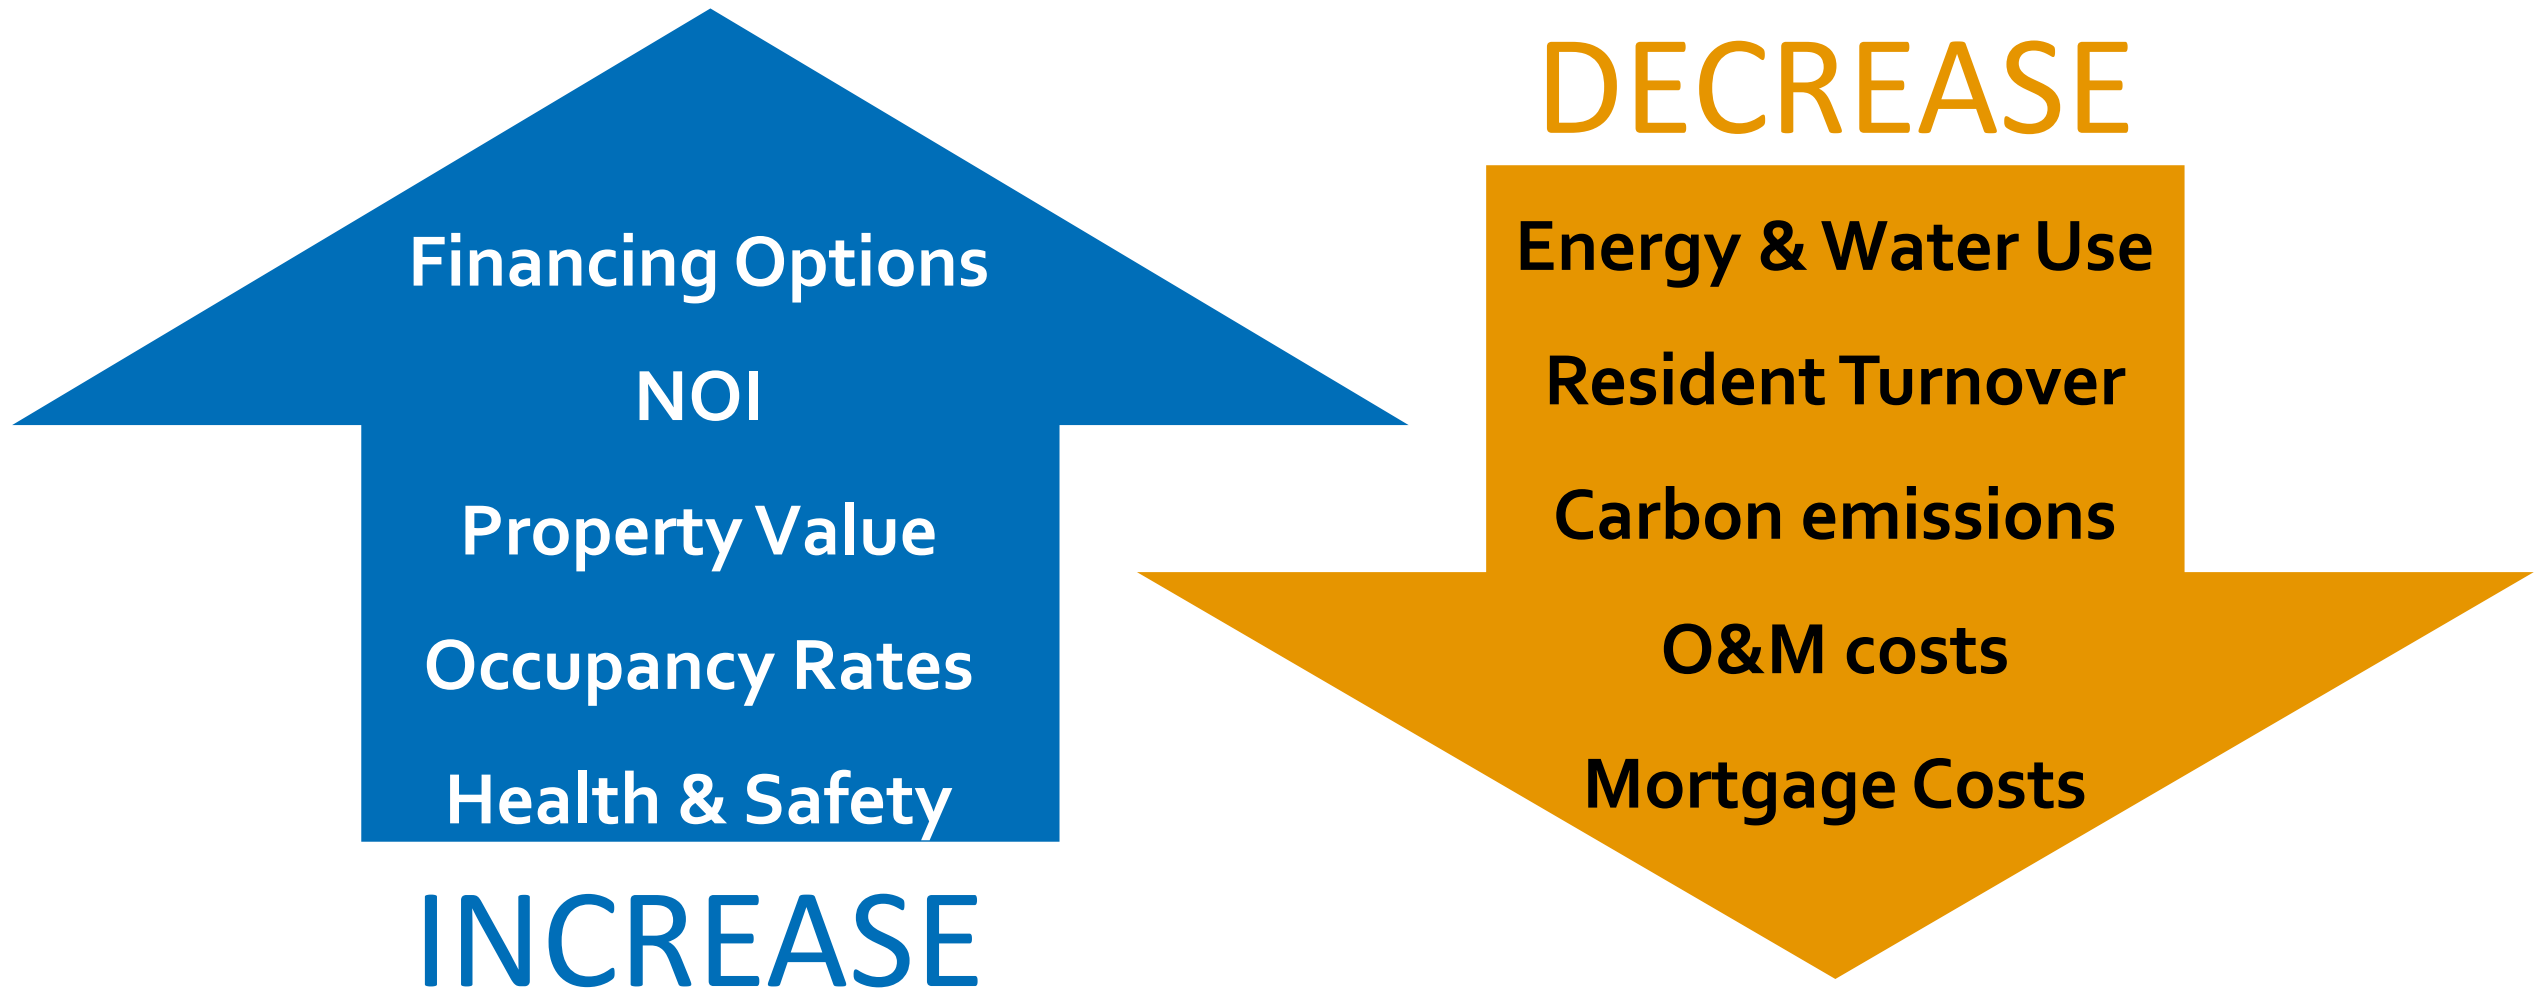 Financing Options
NOI
Property Value
Occupancy Rates
Health & Safety
INCREASE
DECREASE
Energy & Water Use
Resident Turnover
Carbon emissions
O&M costs
Mortgage Costs